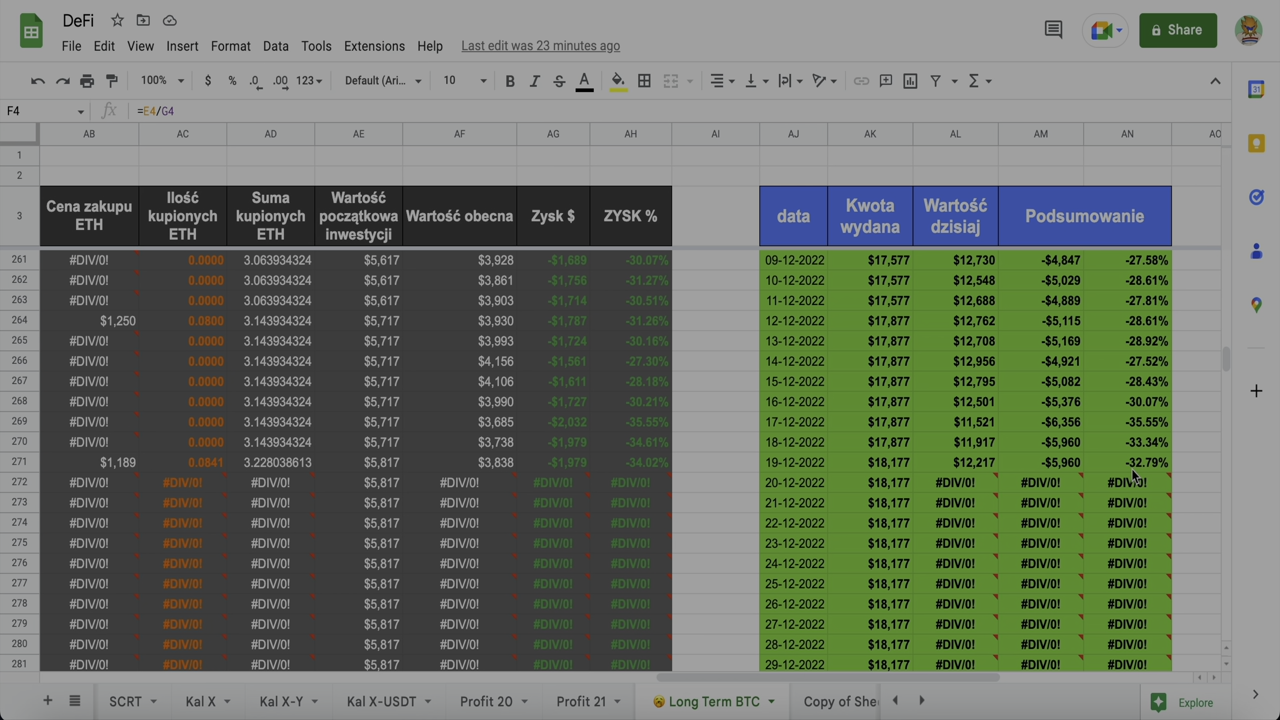 DeFi
File Edit View Insert Format Data Tools Extensions Help Last edit was 23 minutes ago
Share
100% $ % .0 .00 123 Default (Ari... 10 B I S A Σ
F4 fx =E4/G4
AC AB AC AD AE AF AG AH AI AJ AK AL AM AN AO
1
2
3 Cena zakupu ETH Ilość kupionych ETH Suma kupionych ETH Wartość początkowa inwestycji Wartość obecna Zysk $ ZYSK % data Kwota wydana Wartość dzisiaj Podsumowanie
261 #DIV/0! 0.0000 3.063934324 $5,617 $3,928 -$1,689 -30.07% 09-12-2022 $17,577 $12,730 -$4,847 -27.58%
262 #DIV/0! 0.0000 3.063934324 $5,617 $3,861 -$1,756 -31.27% 10-12-2022 $17,577 $12,548 -$5,029 -28.61%
263 #DIV/0! 0.0000 3.063934324 $5,617 $3,903 -$1,714 -30.51% 11-12-2022 $17,577 $12,688 -$4,889 -27.81%
264 $1,250 0.0800 3.143934324 $5,717 $3,930 -$1,787 -31.26% 12-12-2022 $17,877 $12,762 -$5,115 -28.61%
265 #DIV/0! 0.0000 3.143934324 $5,717 $3,993 -$1,724 -30.16% 13-12-2022 $17,877 $12,708 -$5,169 -28.92%
266 #DIV/0! 0.0000 3.143934324 $5,717 $4,156 -$1,561 -27.30% 14-12-2022 $17,877 $12,956 -$4,921 -27.52%
267 #DIV/0! 0.0000 3.143934324 $5,717 $4,106 -$1,611 -28.18% 15-12-2022 $17,877 $12,795 -$5,082 -28.43%
268 #DIV/0! 0.0000 3.143934324 $5,717 $3,990 -$1,727 -30.21% 16-12-2022 $17,877 $12,501 -$5,376 -30.07%
269 #DIV/0! 0.0000 3.143934324 $5,717 $3,685 -$2,032 -35.55% 17-12-2022 $17,877 $11,521 -$6,356 -35.55%
270 #DIV/0! 0.0000 3.143934324 $5,717 $3,738 -$1,979 -34.61% 18-12-2022 $17,877 $11,917 -$5,960 -33.34%
271 $1,189 0.0841 3.228038613 $5,817 $3,838 -$1,979 -34.02% 19-12-2022 $18,177 $12,217 -$5,960 -32.79%
272 #DIV/0! #DIV/0! #DIV/0! $5,817 #DIV/0! #DIV/0! #DIV/0! 20-12-2022 $18,177 #DIV/0! #DIV/0! #DIV/0!
273 #DIV/0! #DIV/0! #DIV/0! $5,817 #DIV/0! #DIV/0! #DIV/0! 21-12-2022 $18,177 #DIV/0! #DIV/0! #DIV/0!
274 #DIV/0! #DIV/0! #DIV/0! $5,817 #DIV/0! #DIV/0! #DIV/0! 22-12-2022 $18,177 #DIV/0! #DIV/0! #DIV/0!
275 #DIV/0! #DIV/0! #DIV/0! $5,817 #DIV/0! #DIV/0! #DIV/0! 23-12-2022 $18,177 #DIV/0! #DIV/0! #DIV/0!
276 #DIV/0! #DIV/0! #DIV/0! $5,817 #DIV/0! #DIV/0! #DIV/0! 24-12-2022 $18,177 #DIV/0! #DIV/0! #DIV/0!
277 #DIV/0! #DIV/0! #DIV/0! $5,817 #DIV/0! #DIV/0! #DIV/0! 25-12-2022 $18,177 #DIV/0! #DIV/0! #DIV/0!
278 #DIV/0! #DIV/0! #DIV/0! $5,817 #DIV/0! #DIV/0! #DIV/0! 26-12-2022 $18,177 #DIV/0! #DIV/0! #DIV/0!
279 #DIV/0! #DIV/0! #DIV/0! $5,817 #DIV/0! #DIV/0! #DIV/0! 27-12-2022 $18,177 #DIV/0! #DIV/0! #DIV/0!
280 #DIV/0! #DIV/0! #DIV/0! $5,817 #DIV/0! #DIV/0! #DIV/0! 28-12-2022 $18,177 #DIV/0! #DIV/0! #DIV/0!
281 #DIV/0! #DIV/0! #DIV/0! $5,817 #DIV/0! #DIV/0! #DIV/0! 29-12-2022 $18,177 #DIV/0! #DIV/0! #DIV/0!
SCRT Kal X Kal X-Y Kal X-USDT Profit 20 Profit 21 Long Term BTC Copy of She Explore